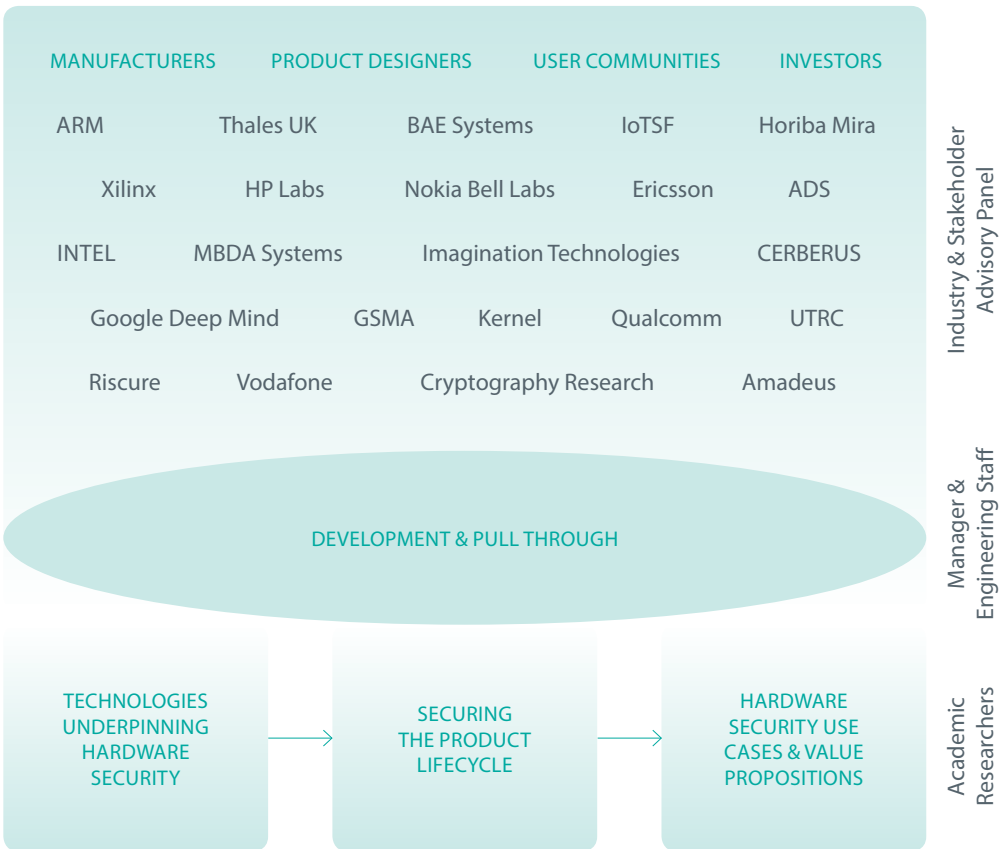 MANUFACTURERS PRODUCT DESIGNERS USER COMMUNITIES INVESTORS
ARM Thales UK BAE Systems IoTSF Horiba Mira
Xilinx HP Labs Nokia Bell Labs Ericsson ADS
INTEL MBDA Systems Imagination Technologies CERBERUS
Google Deep Mind GSMA Kernel Qualcomm UTRC
Riscure Vodafone Cryptography Research Amadeus
Industry & Stakeholder
Advisory Panel
DEVELOPMENT & PULL THROUGH
Manager &
Engineering Staff
TECHNOLOGIES
UNDERPINNING
HARDWARE
SECURITY
SECURING
THE PRODUCT
LIFECYCLE
HARDWARE
SECURITY USE
CASES & VALUE
PROPOSITIONS
Academic
Researchers